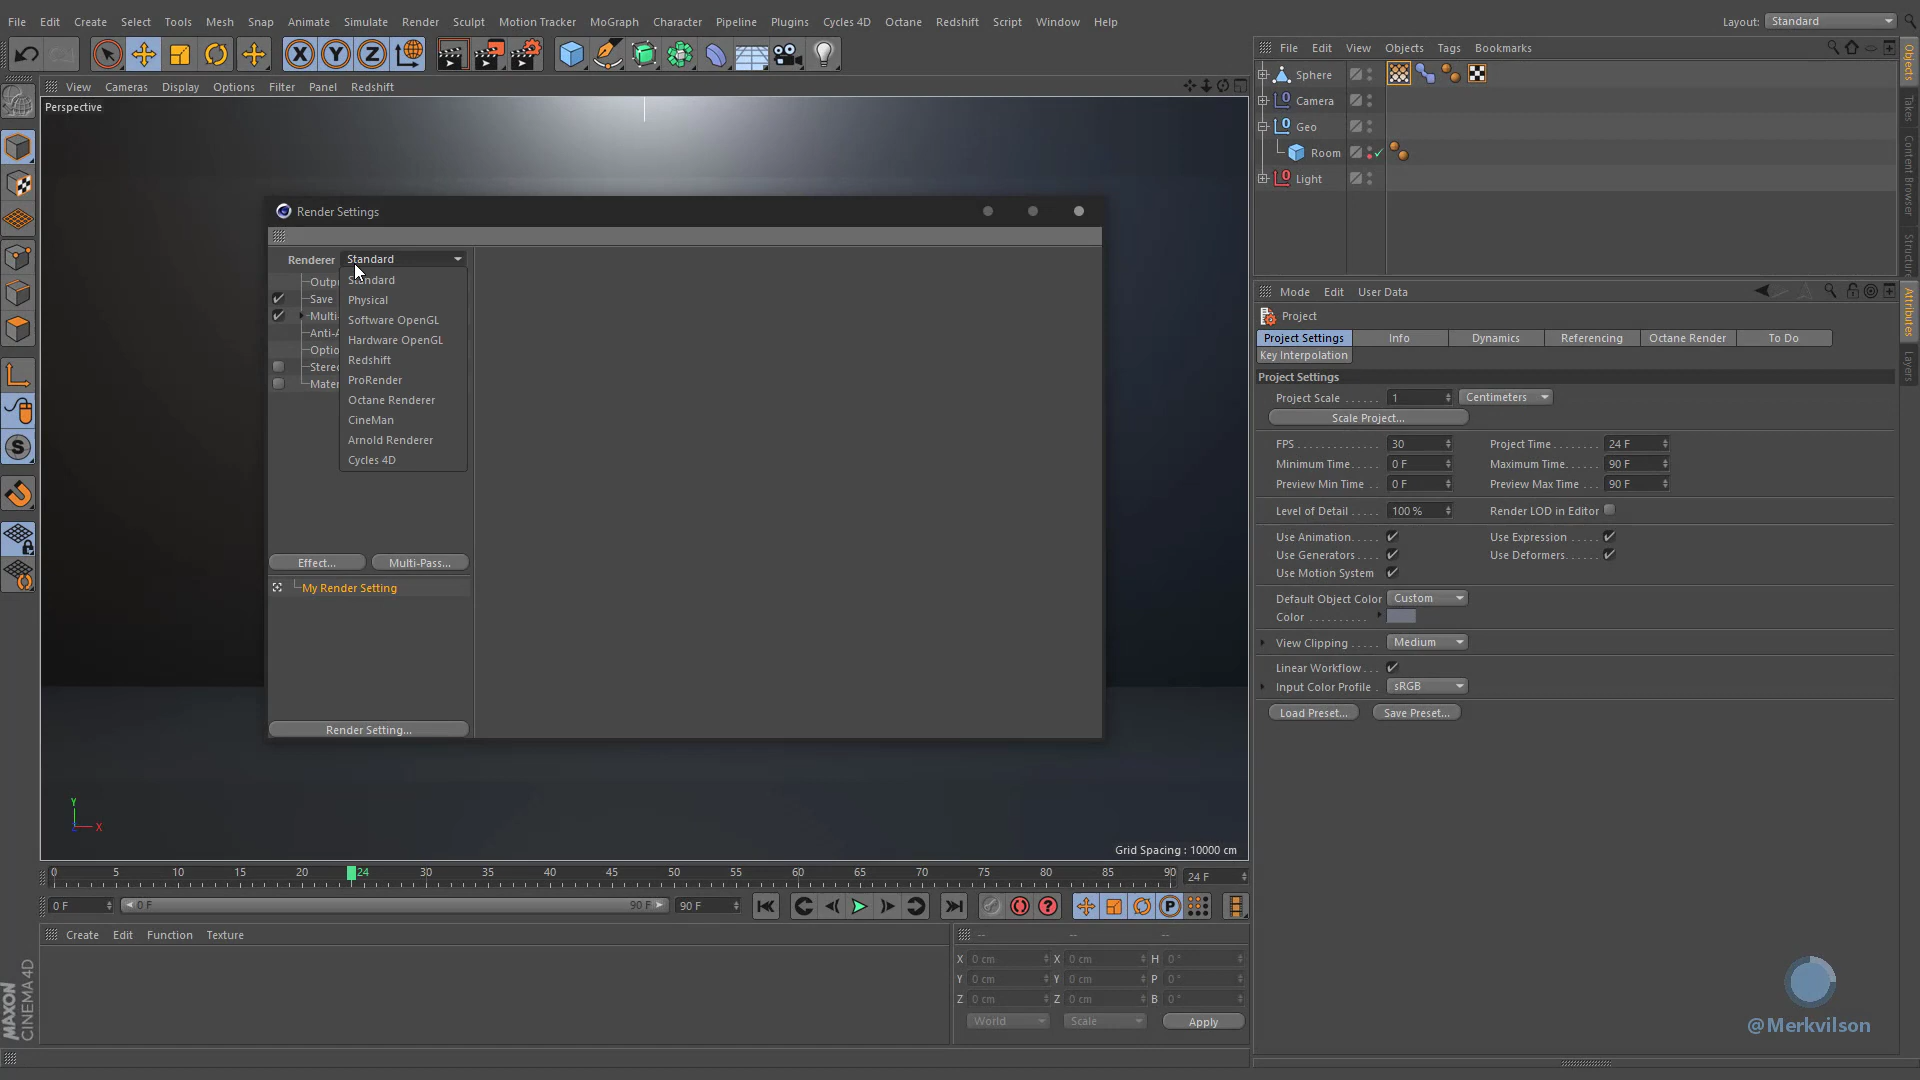 File Edit Create Select Tools Mesh Snap Animate Simulate Render Sculpt Motion Tracker MoGraph Character Pipeline Plugins Cycles 4D Octane Redshift Script Window Help Layout: Standard
X Y Z
File Edit View Objects Tags Bookmarks
View Cameras Display Options Filter Panel Redshift
Perspective
Sphere
Camera
Geo
Room
Light
Objects
Takes
Content Browser
Structure
Render Settings
Renderer Standard
Standard
Physical
Software OpenGL
Hardware OpenGL
Redshift
ProRender
Octane Renderer
CineMan
Arnold Renderer
Cycles 4D
Save
Effect... Multi-Pass...
My Render Setting
Render Setting...
Mode Edit User Data
Attributes
Layers
Project
Project Settings Info Dynamics Referencing Octane Render To Do
Key Interpolation
Project Settings
Project Scale 1 Centimeters
Scale Project...
FPS 30 Project Time 24 F
Minimum Time 0 F Maximum Time 90 F
Preview Min Time 0 F Preview Max Time 90 F
Level of Detail 100 % Render LOD in Editor
Use Animation Use Expression
Use Generators Use Deformers
Use Motion System
Default Object Color Custom
Color
View Clipping Medium
Linear Workflow
Input Color Profile sRGB
Load Preset... Save Preset...
Y
Z X
Grid Spacing : 10000 cm
0 5 10 15 20 24 30 35 40 45 50 55 60 65 70 75 80 85 90 24 F
0 F 0 F 90 F 90 F
Create Edit Function Texture
-- -- --
X 0 cm X 0 cm H 0 °
Y 0 cm Y 0 cm P 0 °
Z 0 cm Z 0 cm B 0 °
World Scale Apply
MAXON
CINEMA 4D
@Merkvilson